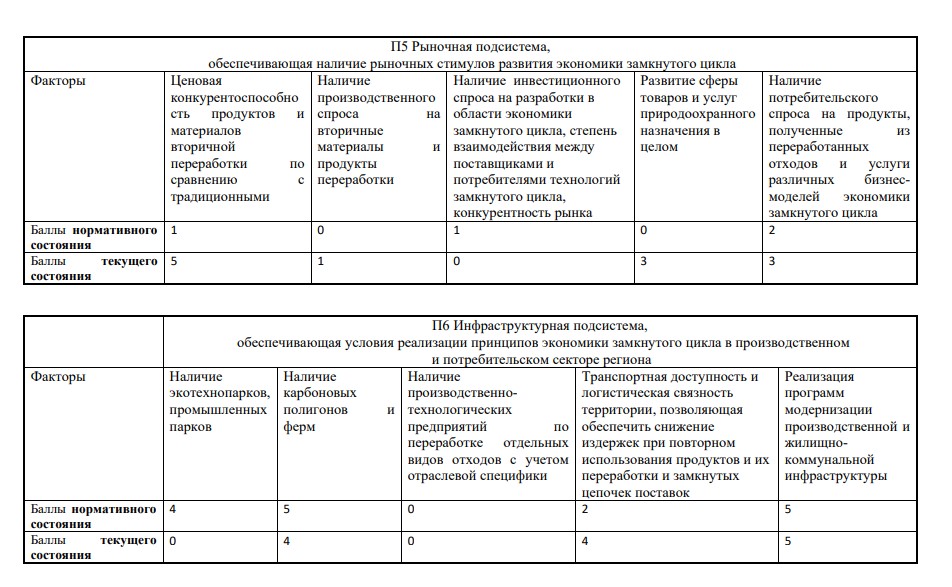 П5 Рыночная подсистема,
обеспечивающая наличие рыночных стимулов развития экономики замкнутого цикла
Факторы
Ценовая
конкурентоспособно
сть продуктов и
материалов
вторичной
переработки по
сравнению с
традиционными
Наличие
производственного
спроса на
вторичные
материалы и
продукты
переработки
Наличие инвестиционного
спроса на разработки в
области экономики
замкнутого цикла, степень
взаимодействия между
поставщиками и
потребителями технологий
замкнутого цикла,
конкурентность рынка
Развитие сферы
товаров и услуг
природоохранного
назначения в
целом
Наличие
потребительского
спроса на продукты,
полученные из
переработанных
отходов и услуги
различных бизнес-
моделей экономики
замкнутого цикла
Баллы нормативного
состояния
1
0
1
0
2
Баллы текущего
состояния
5
1
0
3
3
П6 Инфраструктурная подсистема,
обеспечивающая условия реализации принципов экономики замкнутого цикла в производственном
и потребительском секторе региона
Факторы
Наличие
экотехнопарков,
промышленных
парков
Наличие
карбоновых
полигонов и
ферм
Наличие
производственно-
технологических
предприятий по
переработке отдельных
видов отходов с учетом
отраслевой специфики
Транспортная доступность и
логистическая связность
территории, позволяющая
обеспечить снижение
издержек при повторном
использования продуктов и их
переработки и замкнутых
цепочек поставок
Реализация
программ
модернизации
производственной и
жилищно-
коммунальной
инфраструктуры
Баллы нормативного
состояния
4
5
0
2
5
Баллы текущего
состояния
0
4
0
4
5